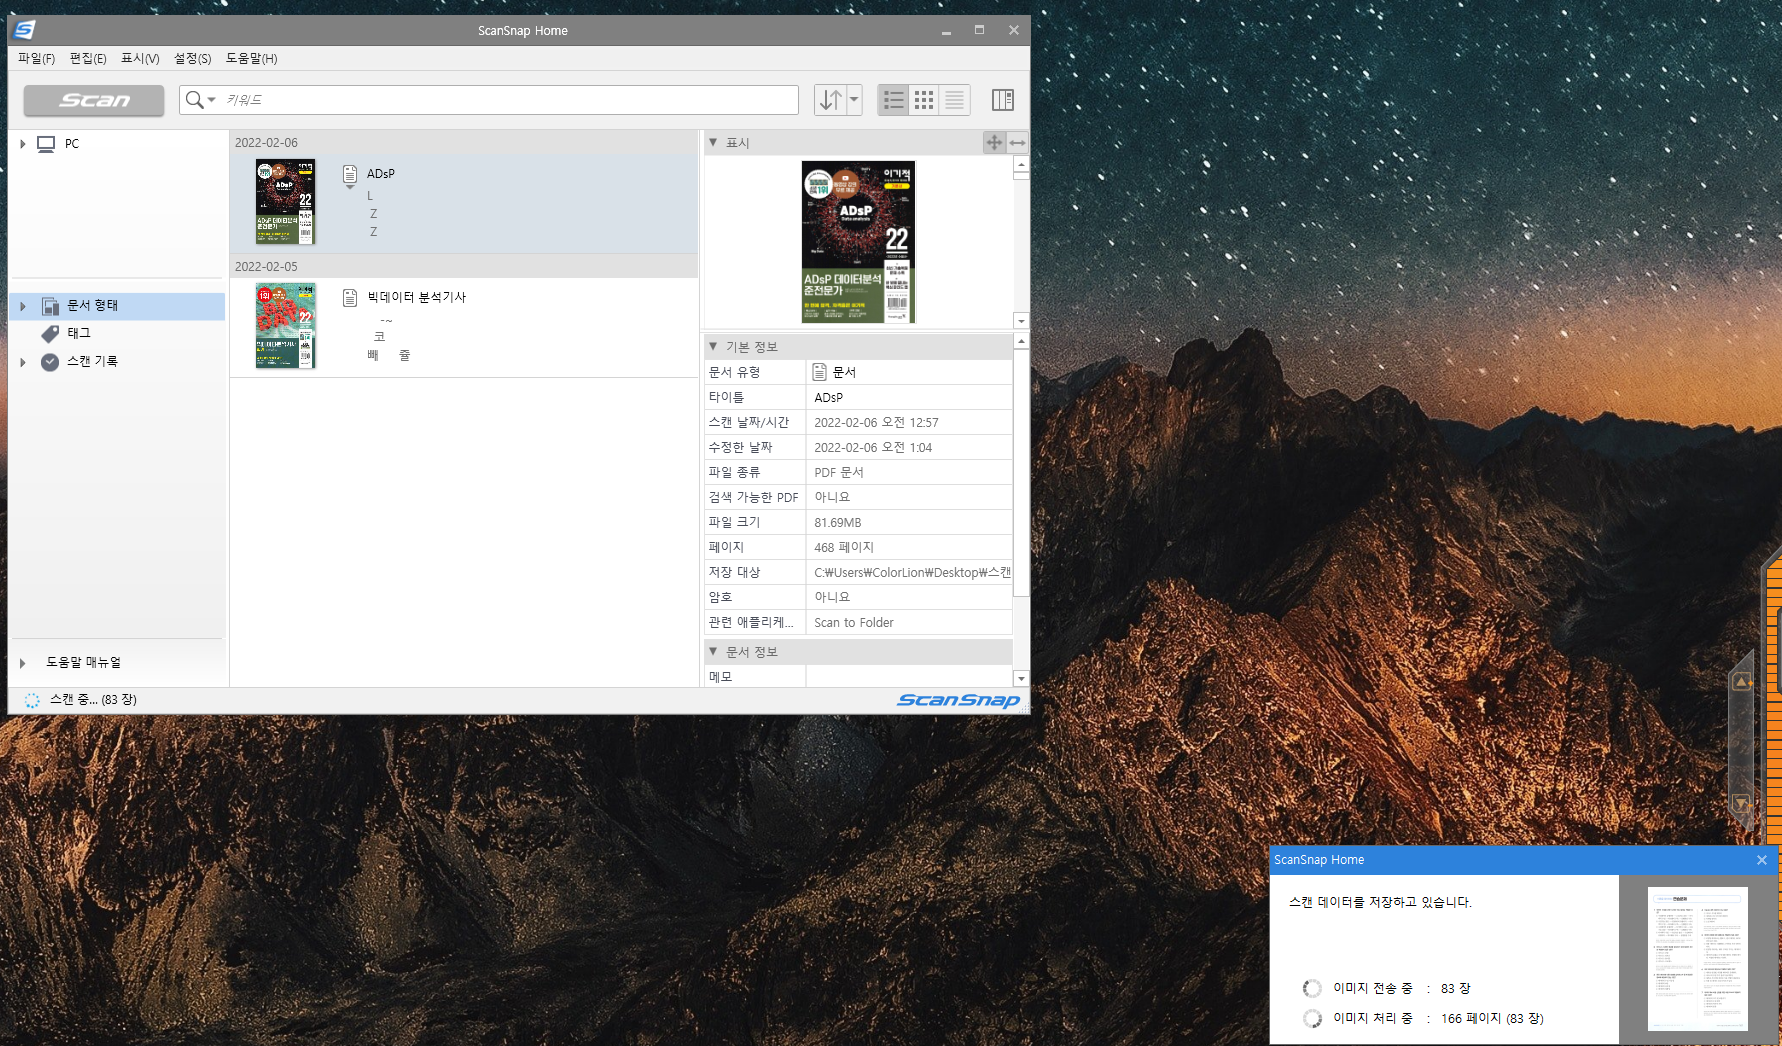 ScanSnap Home
파일(F) 편집(E) 표시(V) 설정(S) 도움말(H)
Scan
키워드
PC
문서 형태
태그
스캔 기록
도움말 매뉴얼
2022-02-06
ADsP
L
Z
Z
2022-02-05
빅데이터 분석기사
코
빼 쥴
표시
이기적
ADsP
Data analysis
22
ADsP 데이터분석
준전문가
기본 정보
문서 유형 문서
타이틀 ADsP
스캔 날짜/시간 2022-02-06 오전 12:57
수정한 날짜 2022-02-06 오전 1:04
파일 종류 PDF 문서
검색 가능한 PDF 아니요
파일 크기 81.69MB
페이지 468 페이지
저장 대상 C:₩Users₩ColorLion₩Desktop₩스캔
암호 아니요
관련 애플리케... Scan to Folder
문서 정보
메모
스캔 중... (83 장)
ScanSnap
ScanSnap Home
스캔 데이터를 저장하고 있습니다.
이미지 전송 중 : 83 장
이미지 처리 중 : 166 페이지 (83 장)